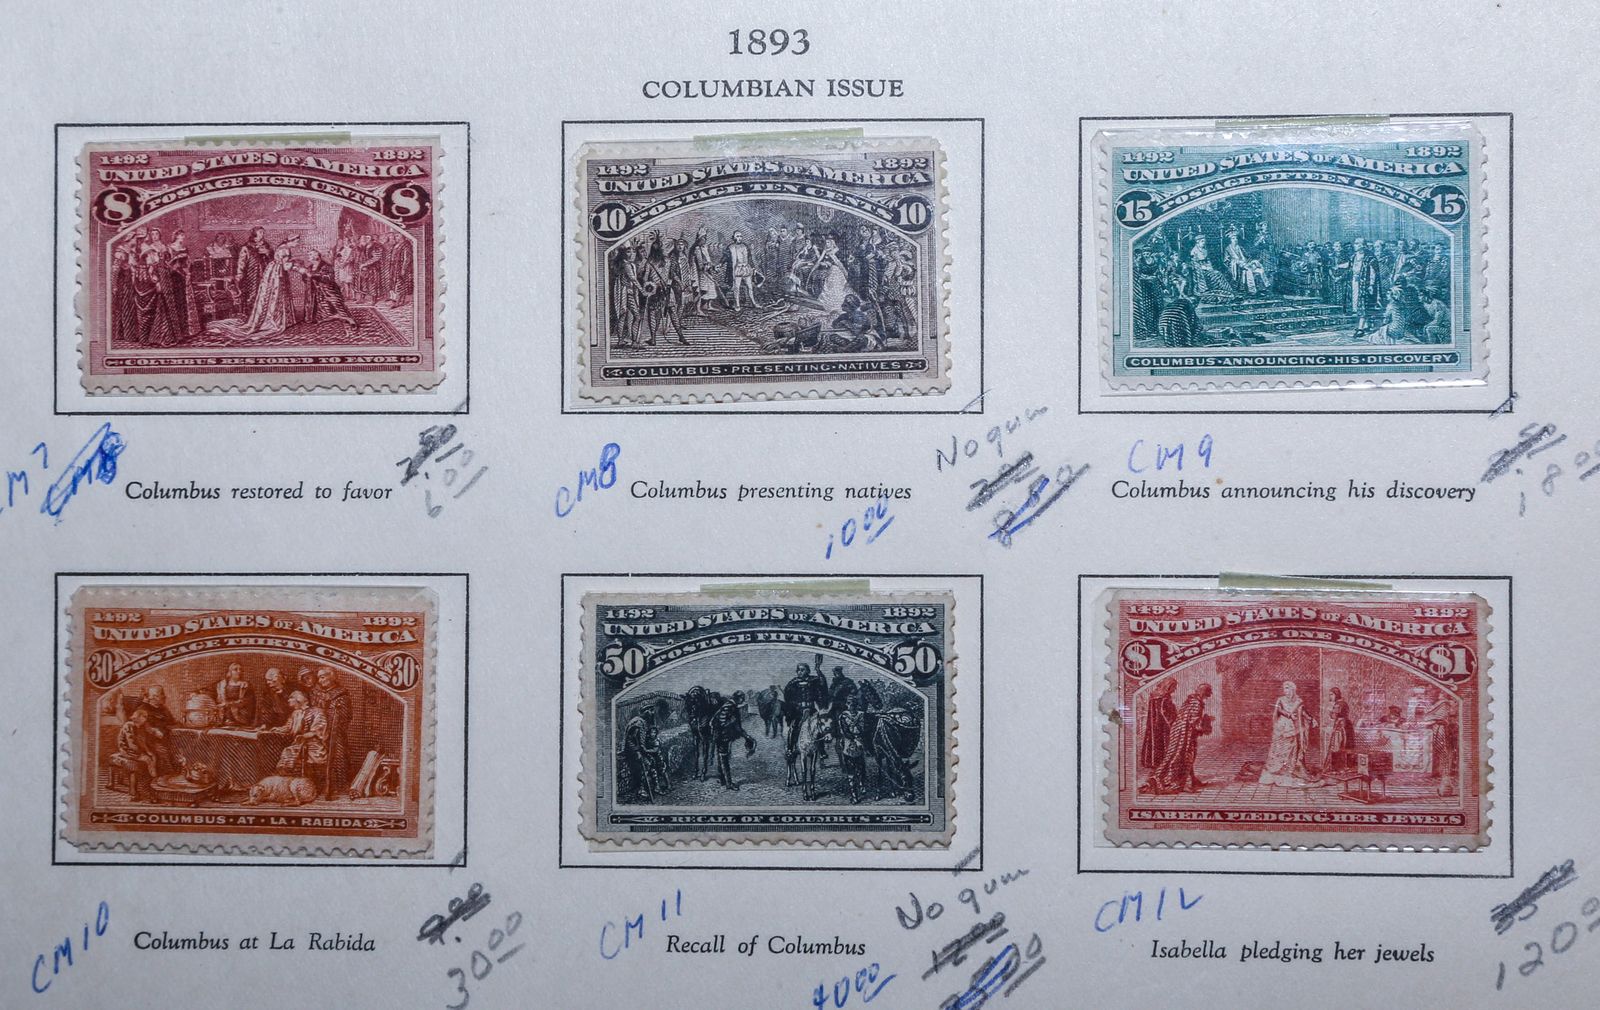 1893
COLUMBIAN ISSUE
1492 1892
UNITED STATES OF AMERICA
POSTAGE EIGHT CENTS
8 8
COLUMBUS RESTORED TO FAVOR
1492 1892
UNITED STATES OF AMERICA
POSTAGE TEN CENTS
10 10
COLUMBUS · PRESENTING · NATIVES
1492 1892
UNITED STATES OF AMERICA
POSTAGE FIFTEEN CENTS
15 15
COLUMBUS · ANNOUNCING · HIS · DISCOVERY
CM7 CM8
Columbus restored to favor
6.00
CM8
Columbus presenting natives
No gum
10.00
CM9
Columbus announcing his discovery
18.00
1492 1892
UNITED STATES OF AMERICA
POSTAGE THIRTY CENTS
30 30
COLUMBUS · AT · LA · RABIDA
1492 1892
UNITED STATES OF AMERICA
POSTAGE FIFTY CENTS
50 50
RECALL OF COLUMBUS
1492 1892
UNITED STATES OF AMERICA
POSTAGE ONE DOLLAR
$1 $1
ISABELLA PLEDGING HER JEWELS
CM10
Columbus at La Rabida
9.00
30.00
CM11
Recall of Columbus
No gum
12.00
40.00
CM12
Isabella pledging her jewels
120.00